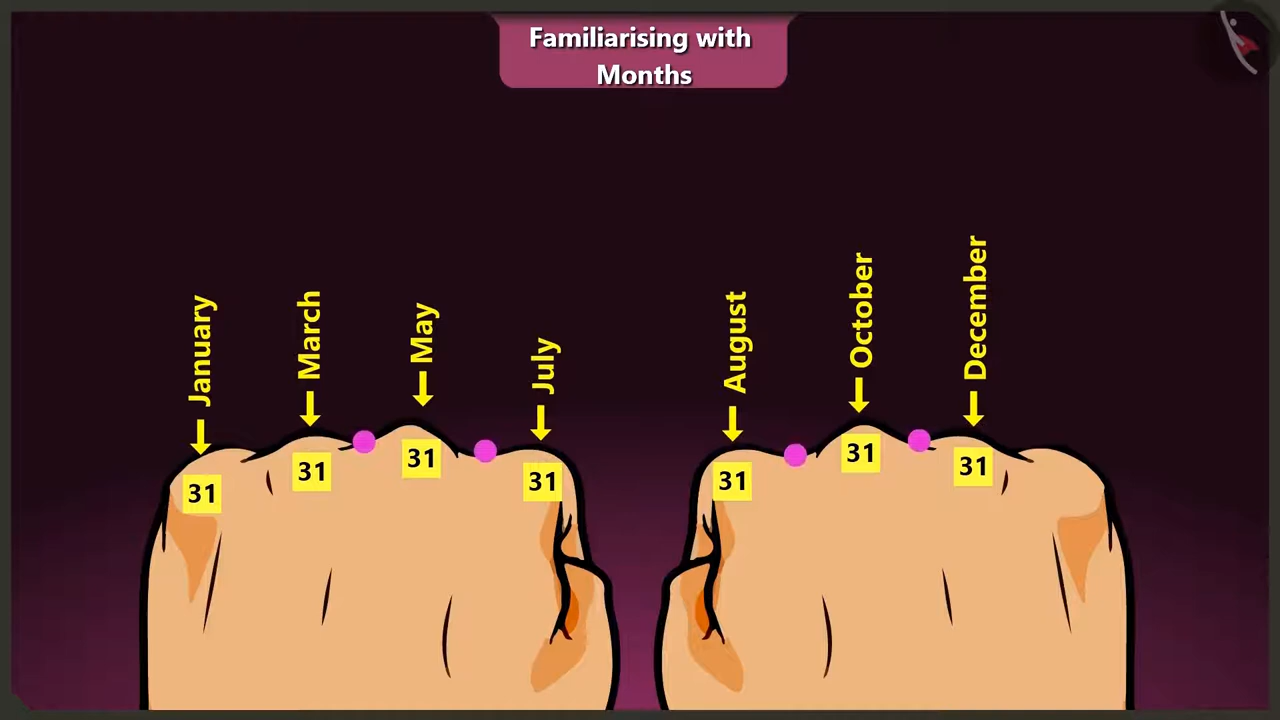 Familiarising with
Months
January
March
May
July
August
October
December
31
31
31
31
31
31
31